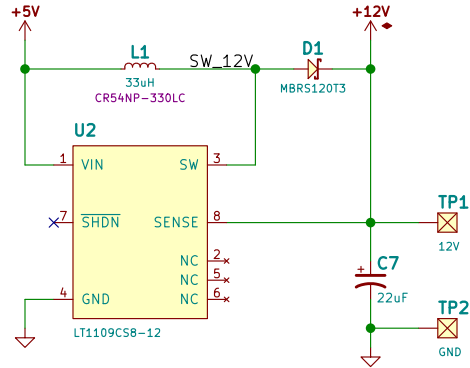 +5V
+12V
L1
SW_12V
D1
33uH
CR54NP-330LC
MBRS120T3
U2
1
VIN
SW
3
7
SHDN
SENSE
8
TP1
12V
NC
2
NC
5
NC
6
4
GND
+
C7
22uF
TP2
GND
LT1109CS8-12